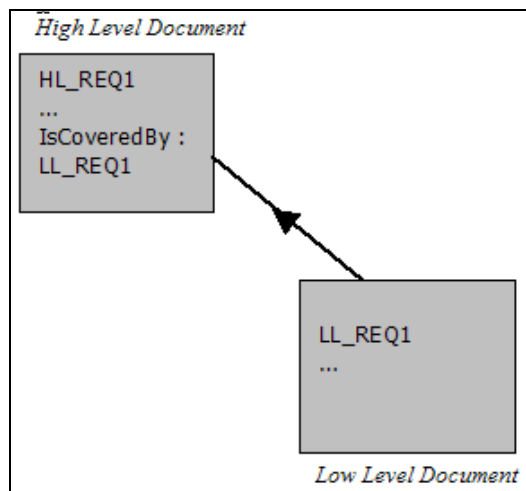 High Level Document
HL_REQ1
...
IsCoveredBy :
LL_REQ1
LL_REQ1
...
Low Level Document